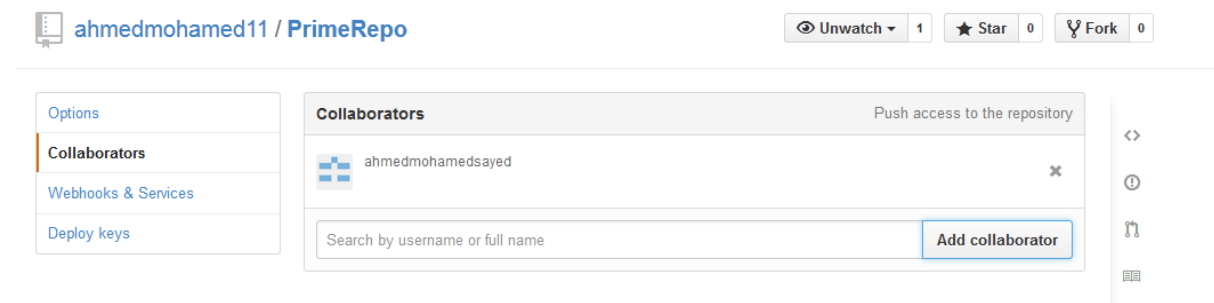 ahmedmohamed11 / PrimeRepo
Unwatch 1 Star 0 Fork 0
Options
Collaborators
Webhooks & Services
Deploy keys
Collaborators Push access to the repository
ahmedmohamedsayed
Search by username or full name Add collaborator